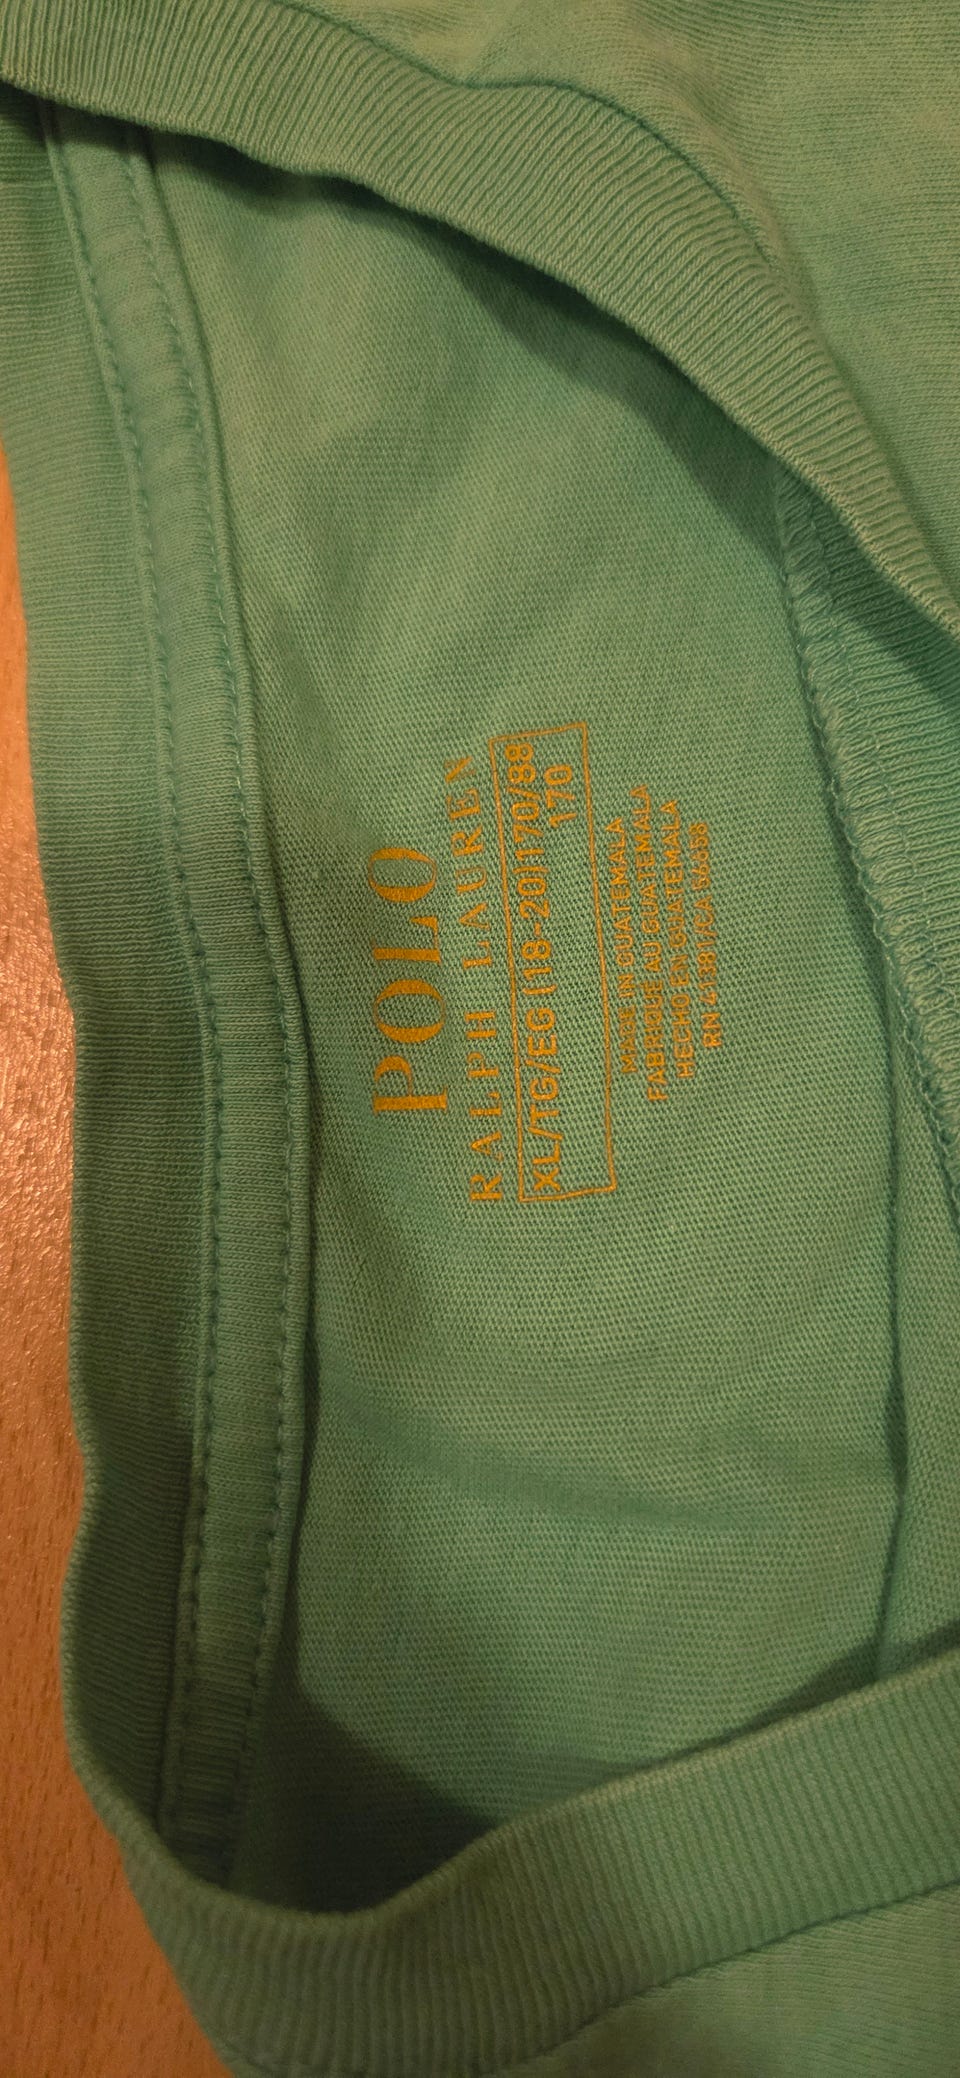 POLO
RALPH LAUREN
XL/TG/EG (18-20)170/88
170
MADE IN GUATEMALA
FABRIQUÉ AU GUATEMALA
HECHO EN GUATEMALA
RN 41381/CA 56658